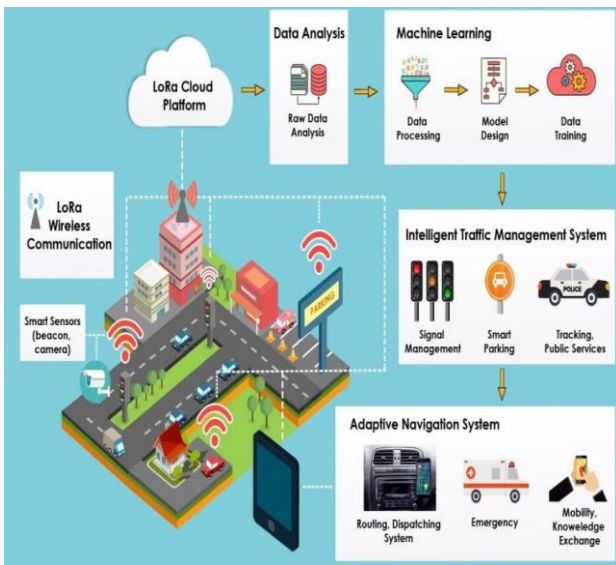 LoRa Cloud
Platform
Data Analysis
Raw Data
Analysis
Machine Learning
Data
Processing
Model
Design
Data
Training
LoRa
Wireless
Communication
Smart Sensors
(beacon,
camera)
PARKING
Intelligent Traffic Management System
Signal
Management
Smart
Parking
POLICE
Tracking,
Public Services
Adaptive Navigation System
Routing, Dispatching
System
Emergency
Mobility,
Knoweledge
Exchange